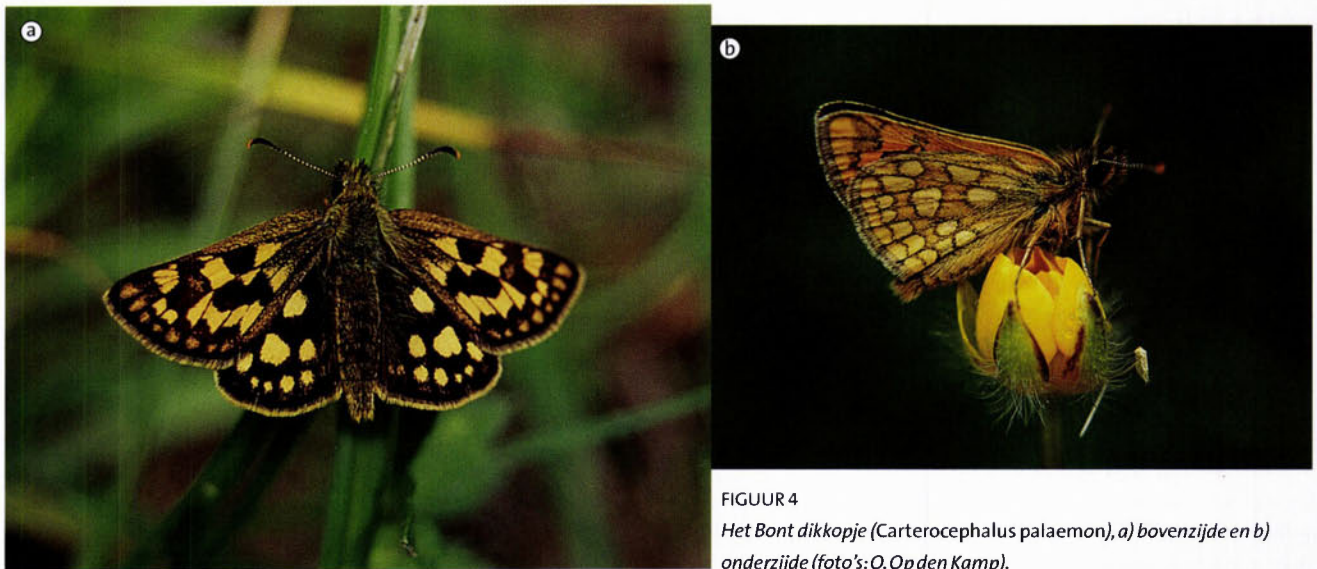 a
b
FIGUUR 4
Het Bont dikkopje (Carterocephalus palaemon), a) bovenzijde en b)
onderzijde (foto's: O. Op den Kamp).